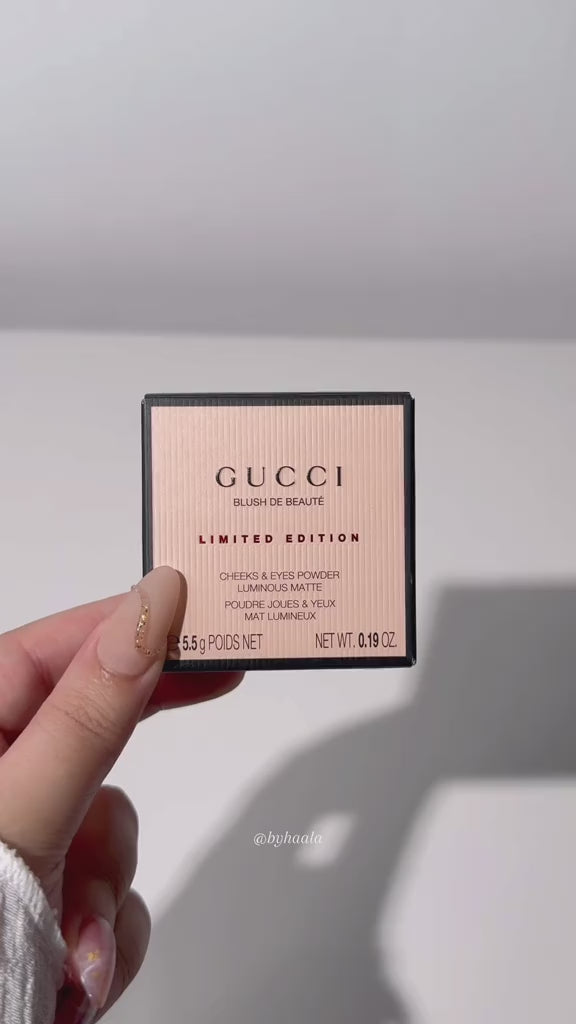 GUCCI
BLUSH DE BEAUTÉ
LIMITED EDITION
CHEEKS & EYES POWDER
LUMINOUS MATTE
POUDRE JOUES & YEUX
MAT LUMINEUX
℮ 5.5 g POIDS NET NET WT. 0.19 OZ.
@byhaala